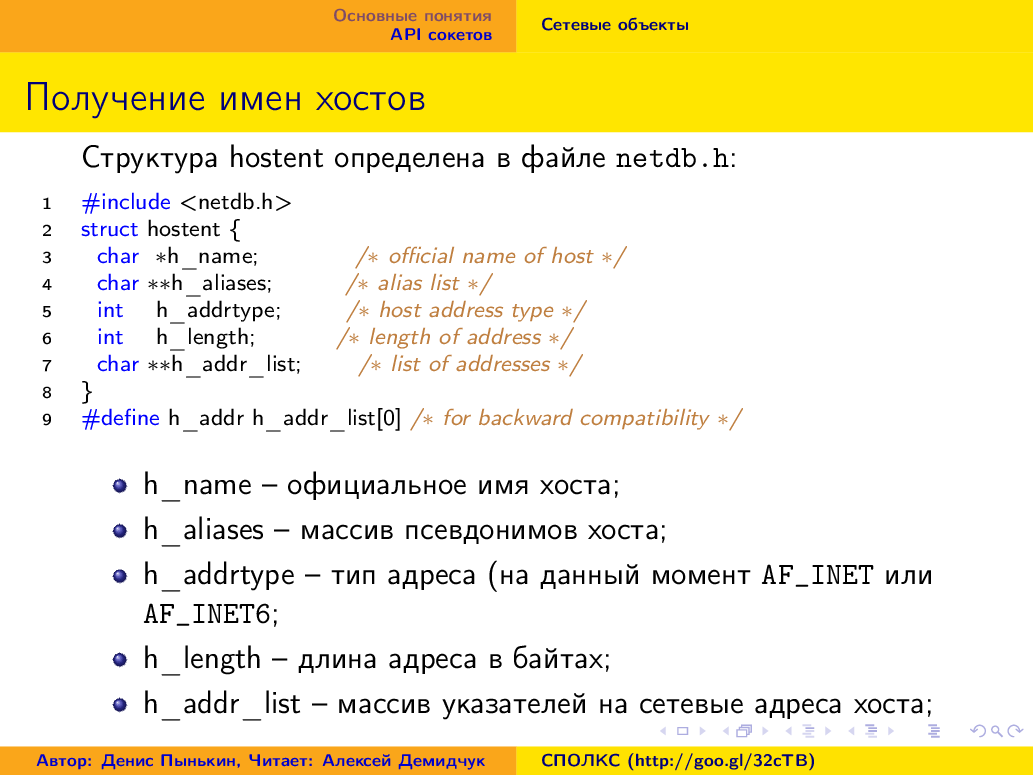 Основные понятия
API сокетов
Сетевые объекты
Получение имен хостов
Структура hostent определена в файле netdb.h:
1 #include <netdb.h>
2 struct hostent {
3 char *h_name; /* official name of host */
4 char **h_aliases; /* alias list */
5 int h_addrtype; /* host address type */
6 int h_length; /* length of address */
7 char **h_addr_list; /* list of addresses */
8 }
9 #define h_addr h_addr_list[0] /* for backward compatibility */
h_name – официальное имя хоста;
h_aliases – массив псевдонимов хоста;
h_addrtype – тип адреса (на данный момент AF_INET или
AF_INET6;
h_length – длина адреса в байтах;
h_addr_list – массив указателей на сетевые адреса хоста;
Автор: Денис Пынькин, Читает: Алексей Демидчук
СПОЛКС (http://goo.gl/32cTB)